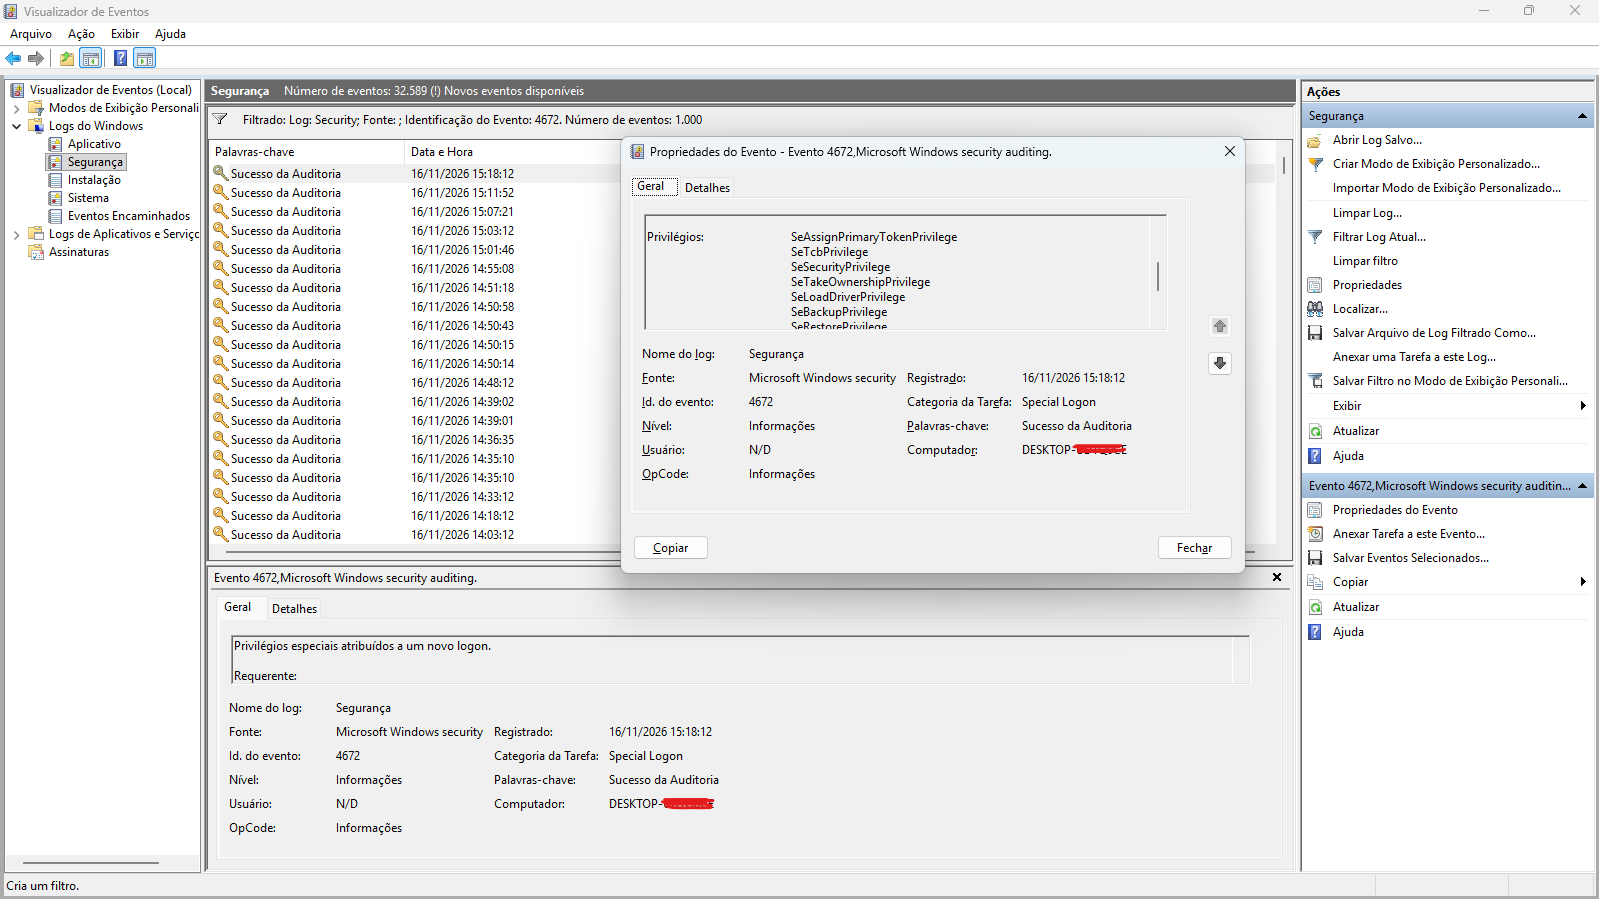 Visualizador de Eventos
Arquivo Ação Exibir Ajuda
Visualizador de Eventos (Local)
Modos de Exibição Personali
Logs do Windows
Aplicativo
Segurança
Instalação
Sistema
Eventos Encaminhados
Logs de Aplicativos e Serviço
Assinaturas
Segurança Número de eventos: 32.589 (!) Novos eventos disponíveis
Filtrado: Log: Security; Fonte: ; Identificação do Evento: 4672. Número de eventos: 1.000
Palavras-chave Data e Hora
Sucesso da Auditoria 16/11/2026 15:18:12
Sucesso da Auditoria 16/11/2026 15:11:52
Sucesso da Auditoria 16/11/2026 15:07:21
Sucesso da Auditoria 16/11/2026 15:03:12
Sucesso da Auditoria 16/11/2026 15:01:46
Sucesso da Auditoria 16/11/2026 14:55:08
Sucesso da Auditoria 16/11/2026 14:51:18
Sucesso da Auditoria 16/11/2026 14:50:58
Sucesso da Auditoria 16/11/2026 14:50:43
Sucesso da Auditoria 16/11/2026 14:50:15
Sucesso da Auditoria 16/11/2026 14:50:14
Sucesso da Auditoria 16/11/2026 14:48:12
Sucesso da Auditoria 16/11/2026 14:39:02
Sucesso da Auditoria 16/11/2026 14:39:01
Sucesso da Auditoria 16/11/2026 14:36:35
Sucesso da Auditoria 16/11/2026 14:35:10
Sucesso da Auditoria 16/11/2026 14:35:10
Sucesso da Auditoria 16/11/2026 14:33:12
Sucesso da Auditoria 16/11/2026 14:18:12
Sucesso da Auditoria 16/11/2026 14:03:12
Propriedades do Evento - Evento 4672,Microsoft Windows security auditing.
Geral Detalhes
Privilégios: SeAssignPrimaryTokenPrivilege
SeTcbPrivilege
SeSecurityPrivilege
SeTakeOwnershipPrivilege
SeLoadDriverPrivilege
SeBackupPrivilege
SeRestorePrivilege
Nome do log: Segurança
Fonte: Microsoft Windows security Registrado: 16/11/2026 15:18:12
Id. do evento: 4672 Categoria da Tarefa: Special Logon
Nível: Informações Palavras-chave: Sucesso da Auditoria
Usuário: N/D Computador: DESKTOP-
OpCode: Informações
Copiar Fechar
Evento 4672,Microsoft Windows security auditing.
Geral Detalhes
Privilégios especiais atribuídos a um novo logon.
Requerente:
Nome do log: Segurança
Fonte: Microsoft Windows security Registrado: 16/11/2026 15:18:12
Id. do evento: 4672 Categoria da Tarefa: Special Logon
Nível: Informações Palavras-chave: Sucesso da Auditoria
Usuário: N/D Computador: DESKTOP-
OpCode: Informações
Ações
Segurança
Abrir Log Salvo...
Criar Modo de Exibição Personalizado...
Importar Modo de Exibição Personalizado...
Limpar Log...
Filtrar Log Atual...
Limpar filtro
Propriedades
Localizar...
Salvar Arquivo de Log Filtrado Como...
Anexar uma Tarefa a este Log...
Salvar Filtro no Modo de Exibição Personali...
Exibir
Atualizar
Ajuda
Evento 4672,Microsoft Windows security auditin...
Propriedades do Evento
Anexar Tarefa a este Evento...
Salvar Eventos Selecionados...
Copiar
Atualizar
Ajuda
Cria um filtro.